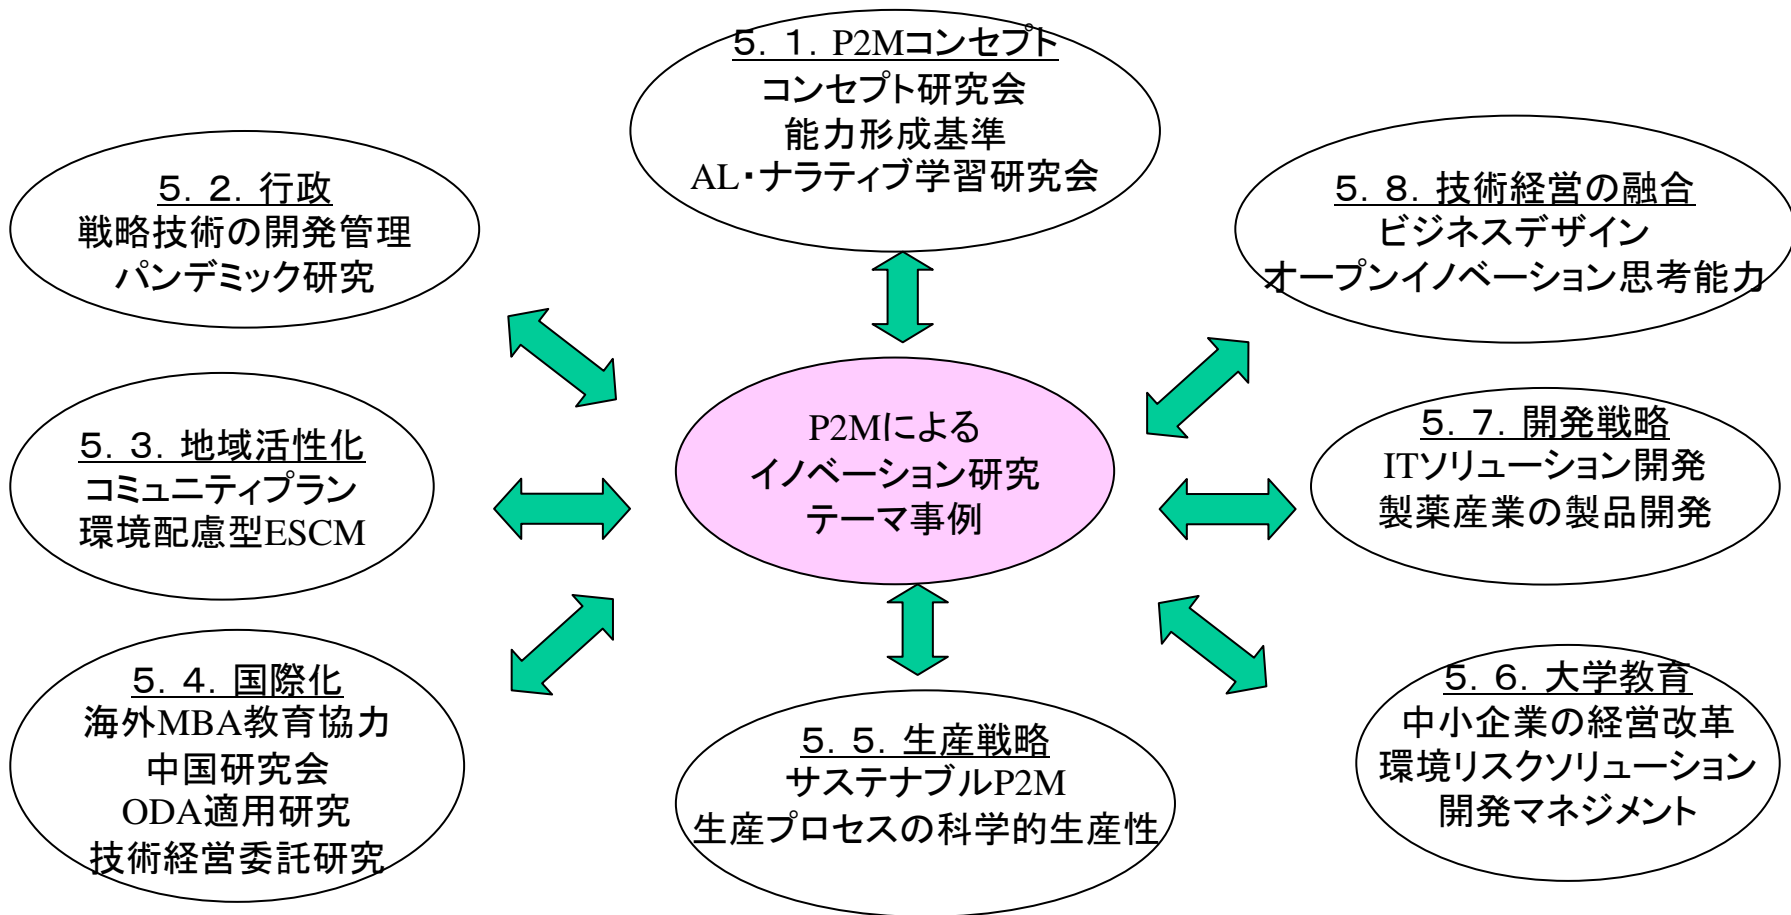 ５．１．P2Mコンセプト
コンセプト研究会
能力形成基準
AL・ナラティブ学習研究会
５．２．行政
戦略技術の開発管理
パンデミック研究
５．３．地域活性化
コミュニティプラン
環境配慮型ESCM
５．４．国際化
海外MBA教育協力
中国研究会
ODA適用研究
技術経営委託研究
P2Mによる
イノベーション研究
テーマ事例
５．５．生産戦略
サステナブルP2M
生産プロセスの科学的生産性
５．６．大学教育
中小企業の経営改革
環境リスクソリューション
開発マネジメント
５．７．開発戦略
ITソリューション開発
製薬産業の製品開発
５．８．技術経営の融合
ビジネスデザイン
オープンイノベーション思考能力